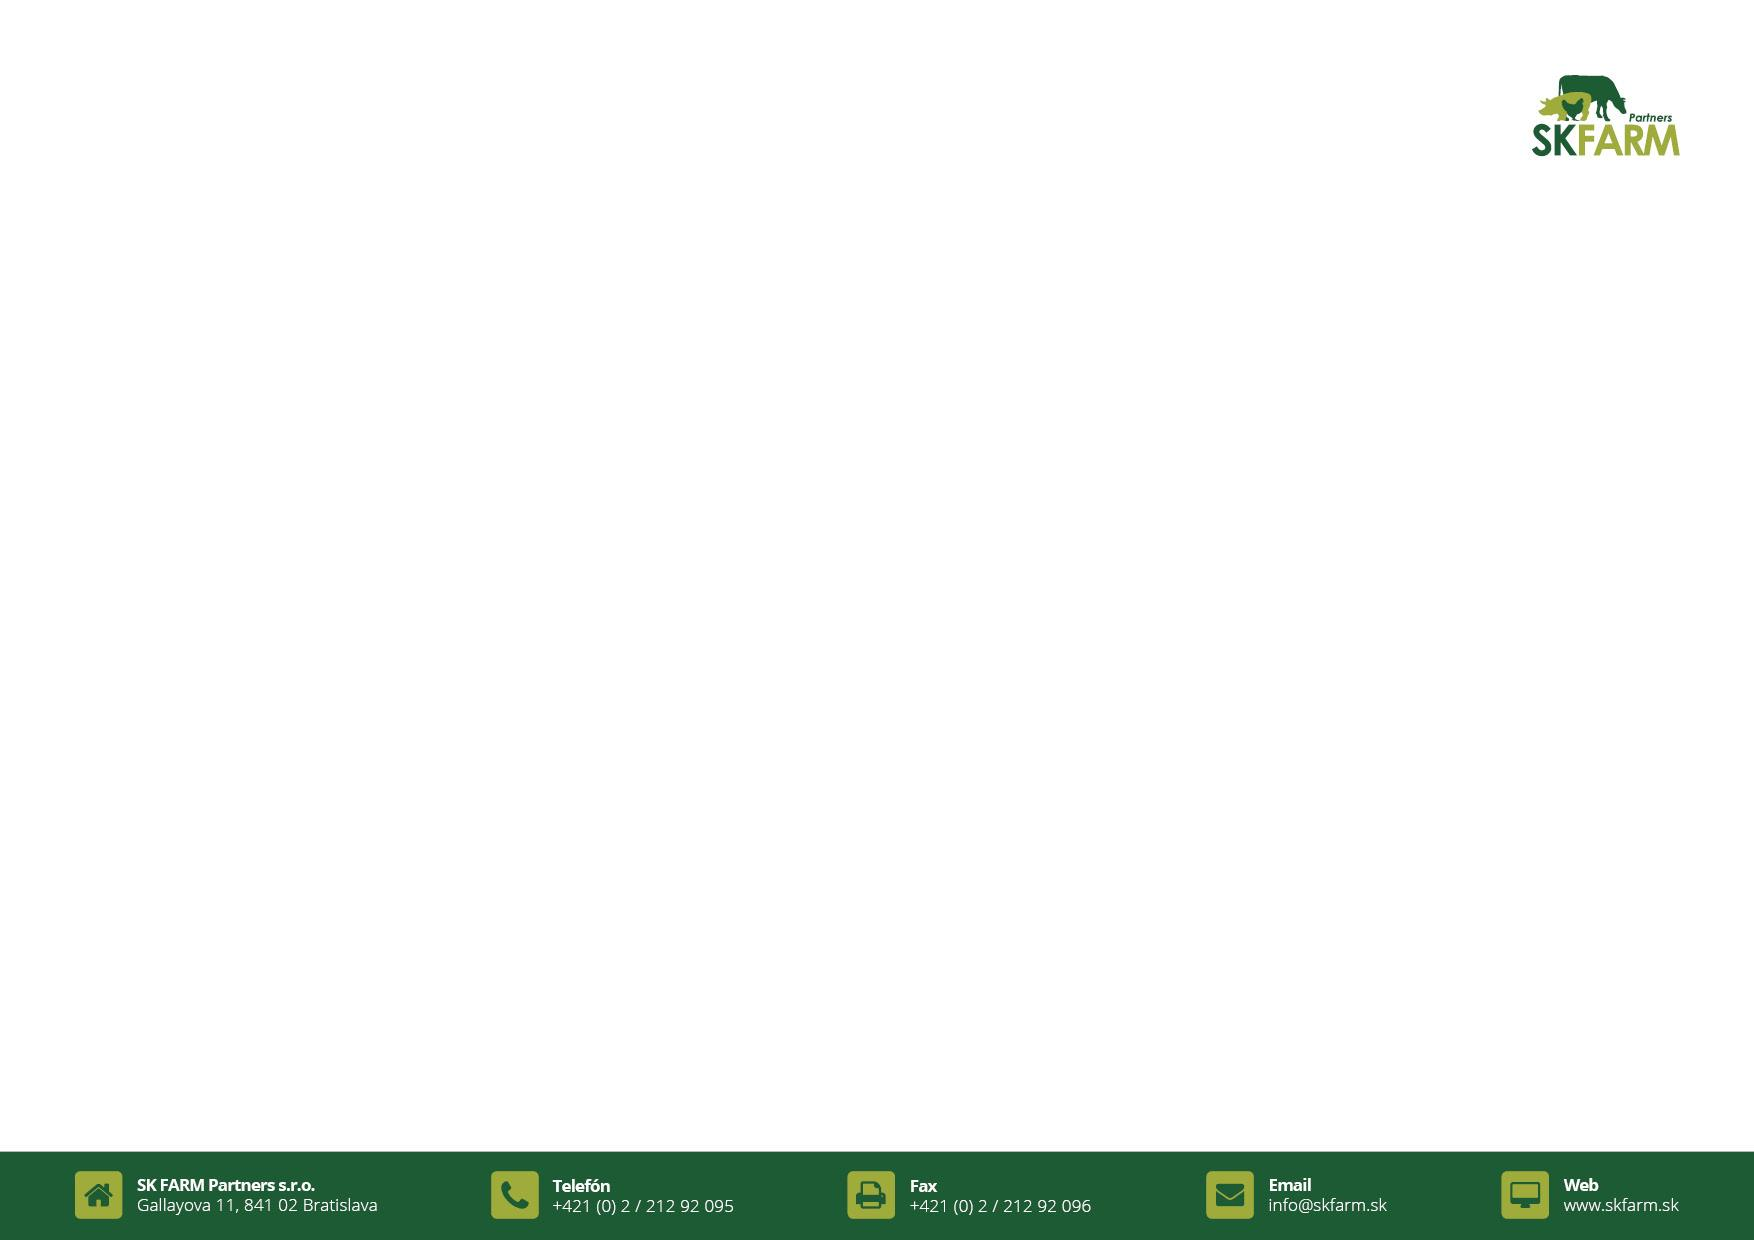 Partners
SKFARM
SK FARM Partners s.r.o.
Gallayova 11, 841 02 Bratislava
Telefón
+421 (0) 2 / 212 92 095
Fax
+421 (0) 2 / 212 92 096
Email
info@skfarm.sk
Web
www.skfarm.sk